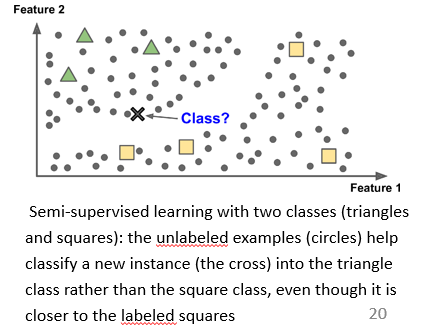 Feature 2
Class?
Feature 1
Semi-supervised learning with two classes (triangles
and squares): the unlabeled examples (circles) help
classify a new instance (the cross) into the triangle
class rather than the square class, even though it is
closer to the labeled squares
20